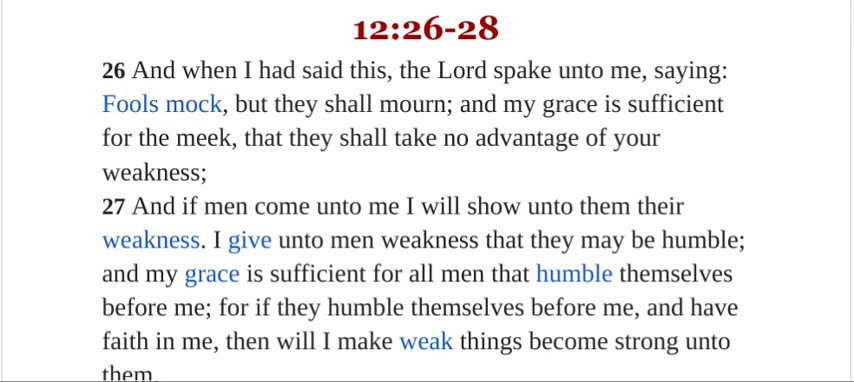 12:26-28
26 And when I had said this, the Lord spake unto me, saying:
Fools mock, but they shall mourn; and my grace is sufficient
for the meek, that they shall take no advantage of your
weakness;
27 And if men come unto me I will show unto them their
weakness. I give unto men weakness that they may be humble;
and my grace is sufficient for all men that humble themselves
before me; for if they humble themselves before me, and have
faith in me, then will I make weak things become strong unto
them.